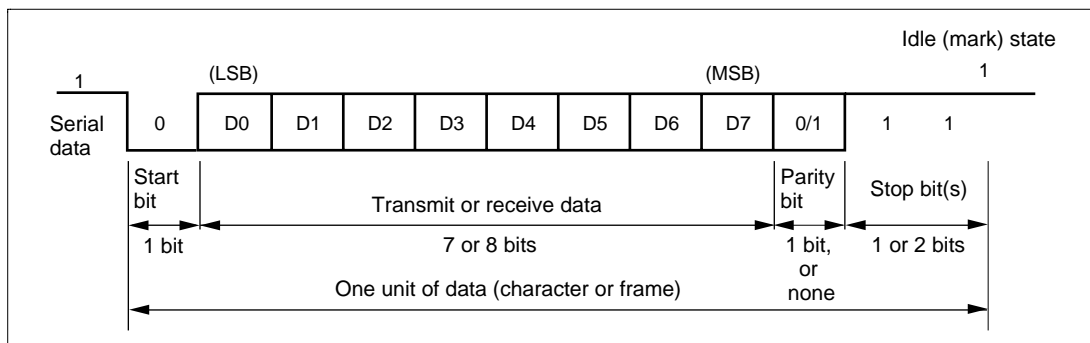 Idle (mark) state
1 (LSB) (MSB) 1
Serial data
0 D0 D1 D2 D3 D4 D5 D6 D7 0/1 1 1
Start bit
Transmit or receive data
Parity bit
Stop bit(s)
1 bit
7 or 8 bits
1 bit,
or
none
1 or 2 bits
One unit of data (character or frame)